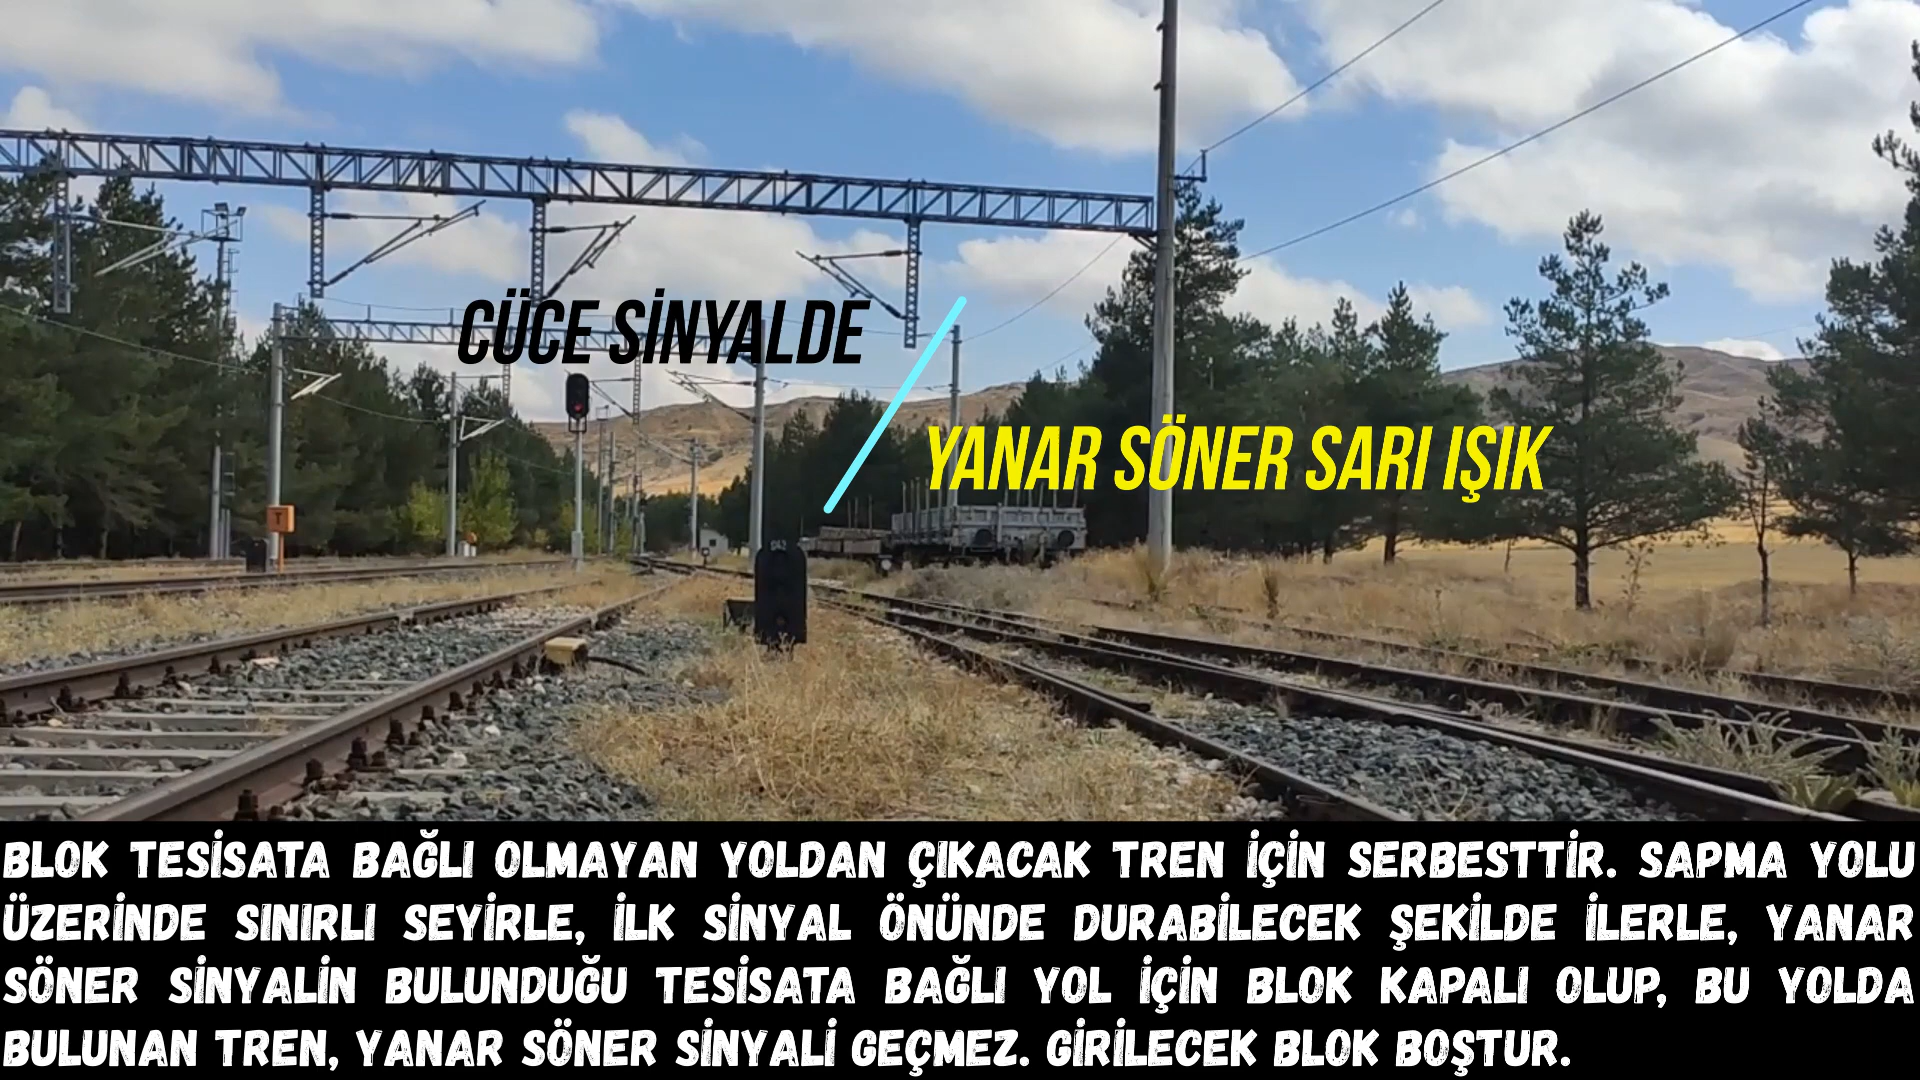 CÜCE SİNYALDE
YANAR SÖNER SARI IŞIK
T
BLOK TESİSATA BAĞLI OLMAYAN YOLDAN ÇIKACAK TREN İÇİN SERBESTTİR. SAPMA YOLU
ÜZERİNDE SINIRLI SEYİRLE, İLK SİNYAL ÖNÜNDE DURABİLECEK ŞEKİLDE İLERLE, YANAR
SÖNER SİNYALİN BULUNDUĞU TESİSATA BAĞLI YOL İÇİN BLOK KAPALI OLUP, BU YOLDA
BULUNAN TREN, YANAR SÖNER SİNYALİ GEÇMEZ. GİRİLECEK BLOK BOŞTUR.